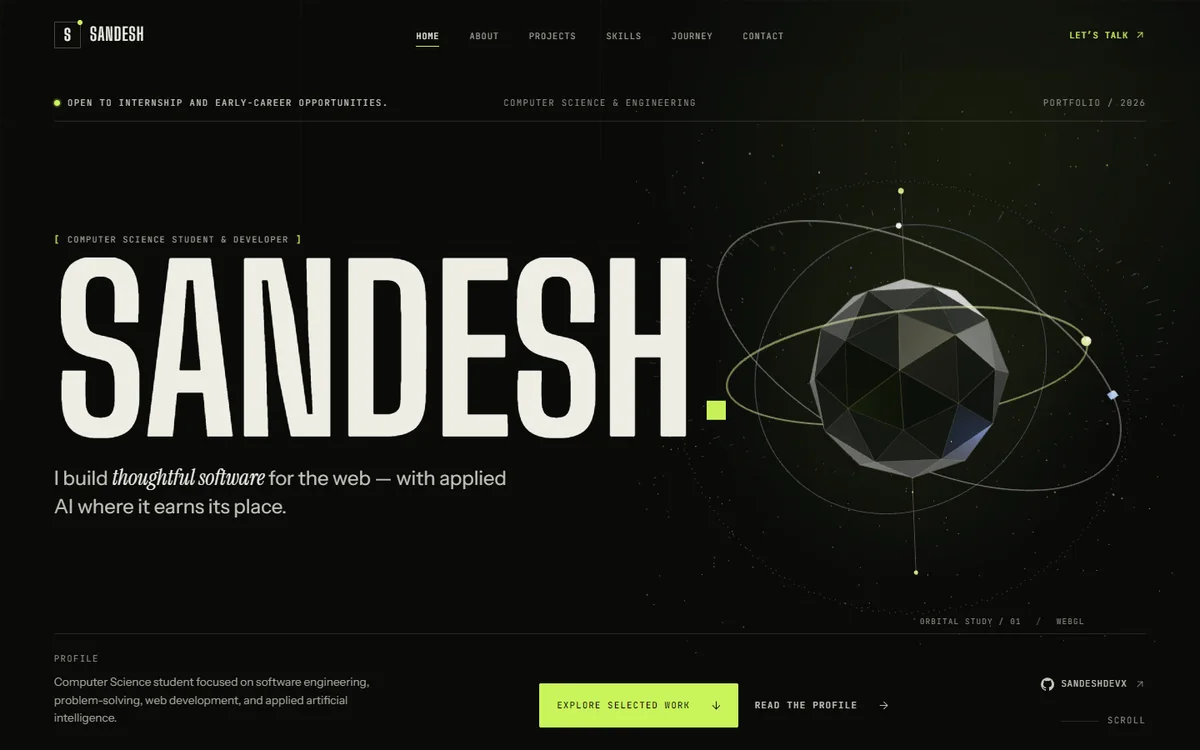 S SANDESH
HOME ABOUT PROJECTS SKILLS JOURNEY CONTACT
LET'S TALK ↗
OPEN TO INTERNSHIP AND EARLY-CAREER OPPORTUNITIES.
COMPUTER SCIENCE & ENGINEERING
PORTFOLIO / 2026
[ COMPUTER SCIENCE STUDENT & DEVELOPER ]
SANDESH.
I build thoughtful software for the web — with applied
AI where it earns its place.
ORBITAL STUDY / 01 / WEBGL
PROFILE
Computer Science student focused on software engineering,
problem-solving, web development, and applied artificial
intelligence.
EXPLORE SELECTED WORK ↓
READ THE PROFILE →
SANDESHDEVX ↗
SCROLL